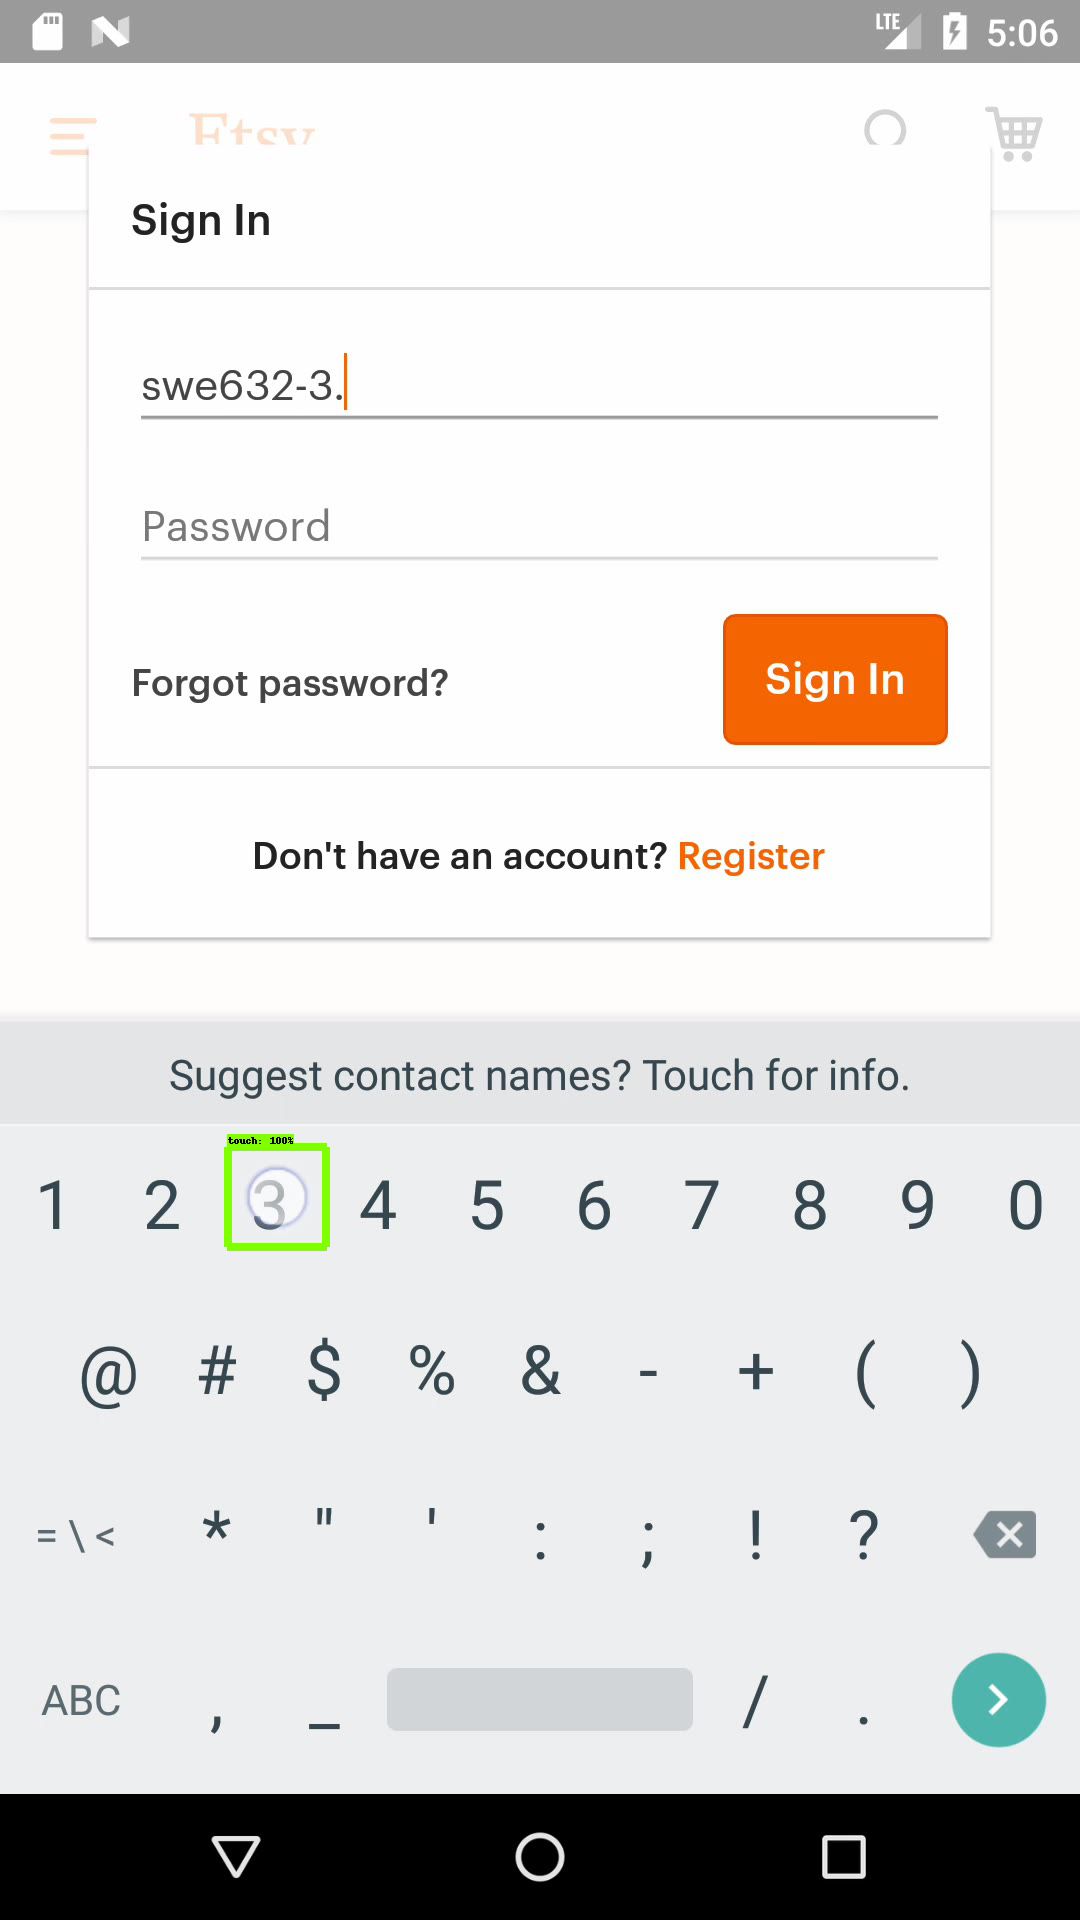 LTE 5:06
Etsy
Sign In
swe632-3.
Password
Forgot password? Sign In
Don't have an account? Register
Suggest contact names? Touch for info.
touch: 100%
1 2 3 4 5 6 7 8 9 0
@ # $ % & - + ( )
= \ < * " ' : ; ! ?
ABC , _ / .